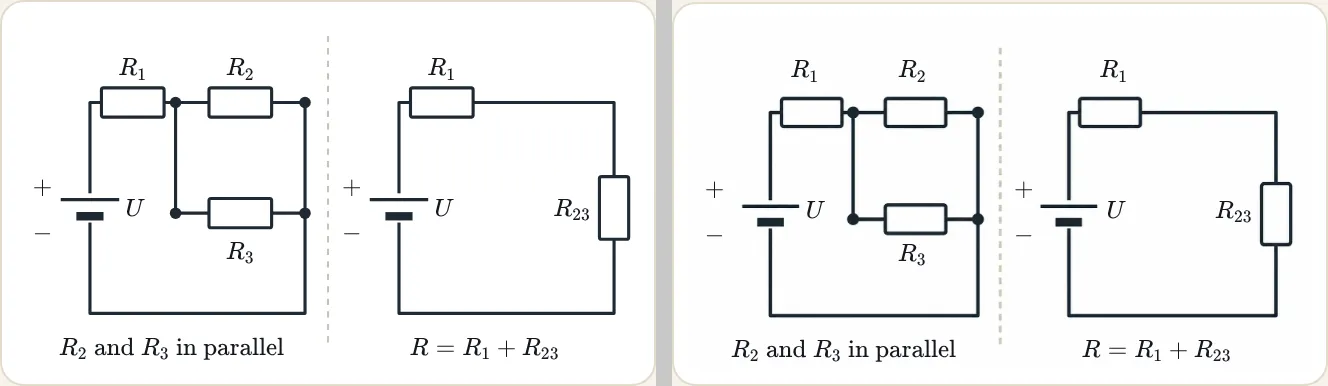 R₁ R₂ R₁ R₁ R₂ R₁
+ U + U + U + U
− R₂₃ − − R₂₃ −
R₃ R₃
R₂ and R₃ in parallel R = R₁ + R₂₃ R₂ and R₃ in parallel R = R₁ + R₂₃